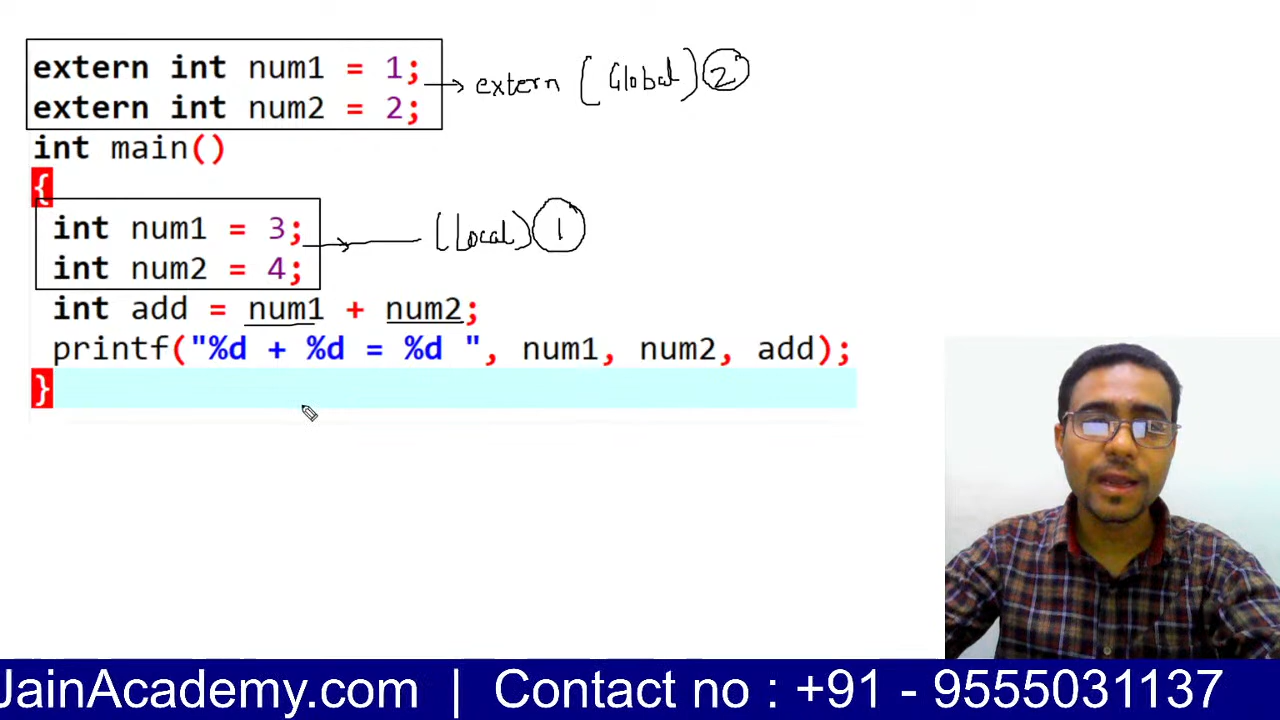 extern int num1 = 1;
extern int num2 = 2;
extern (Global) 2
int main()
{
int num1 = 3;
int num2 = 4;
(local) 1
int add = num1 + num2;
printf("%d + %d = %d ", num1, num2, add);
}
JainAcademy.com | Contact no : +91 - 9555031137